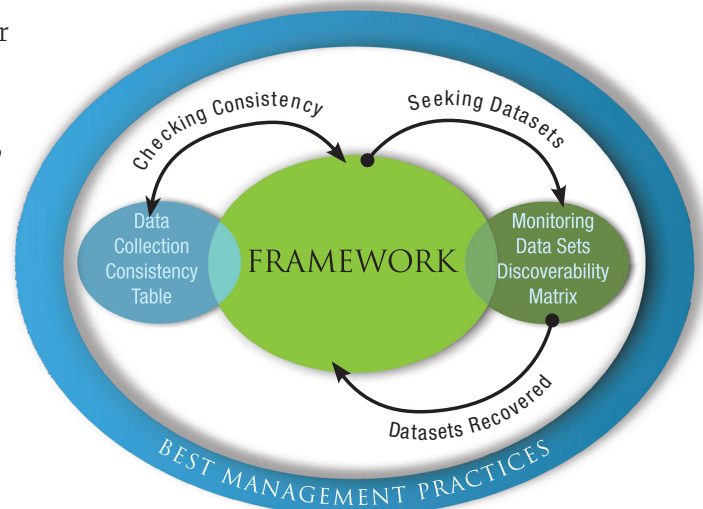 r
,
Checking Consistency
Seeking Datasets
Data
Collection
Consistency
Table
FRAMEWORK
Monitoring
Data Sets
Discoverability
Matrix
Datasets Recovered
BEST MANAGEMENT PRACTICES